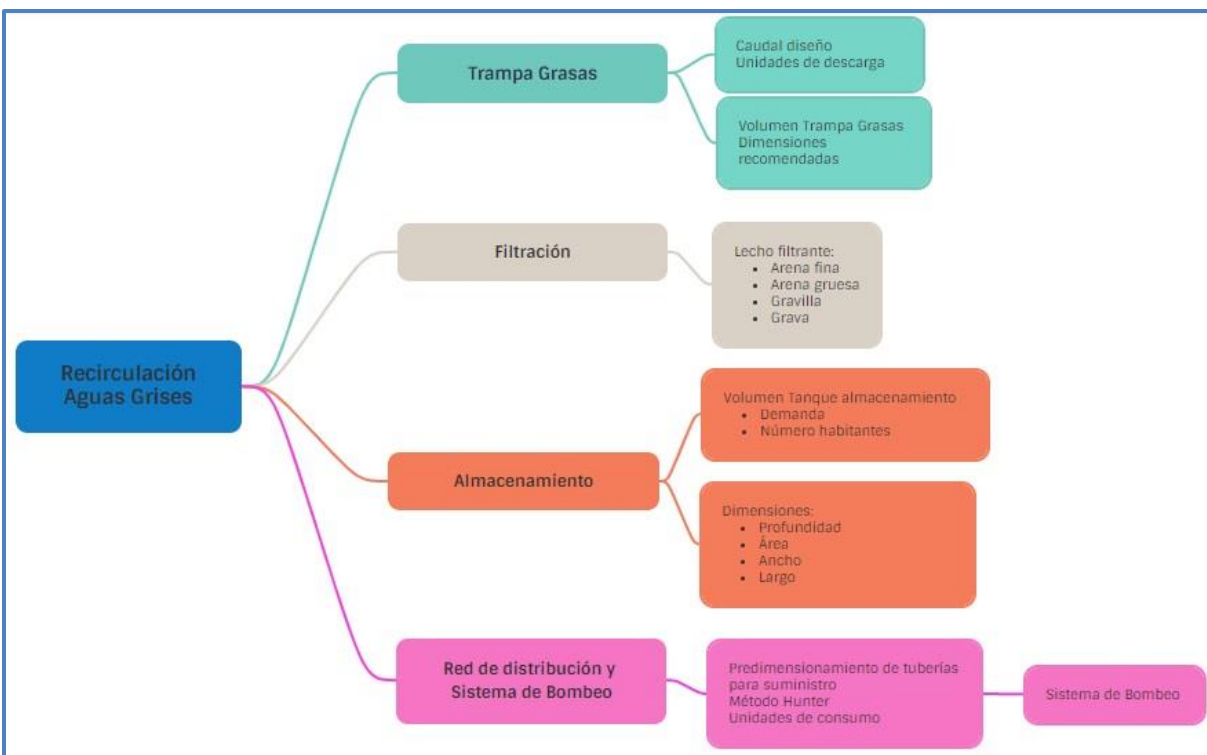 Recirculación
Aguas Grises
Trampa Grasas
Caudal diseño
Unidades de descarga
Volumen Trampa Grasas
Dimensiones
recomendadas
Filtración
Lecho filtrante:
• Arena fina
• Arena gruesa
• Gravilla
• Grava
Almacenamiento
Volumen Tanque almacenamiento
• Demanda
• Número habitantes
Dimensiones:
• Profundidad
• Área
• Ancho
• Largo
Red de distribución y
Sistema de Bombeo
Predimensionamiento de tuberías
para suministro
Método Hunter
Unidades de consumo
Sistema de Bombeo